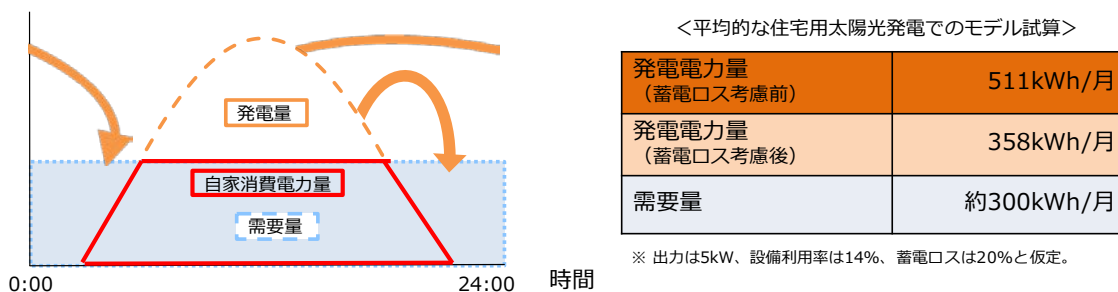 発電量
自家消費電力量
需要量
0:00
24:00
時間
<平均的な住宅用太陽光発電でのモデル試算>
発電電力量
(蓄電ロス考慮前)
511kWh/月
発電電力量
(蓄電ロス考慮後)
358kWh/月
需要量
約300kWh/月
※ 出力は5kW、設備利用率は14%、蓄電ロスは20%と仮定。